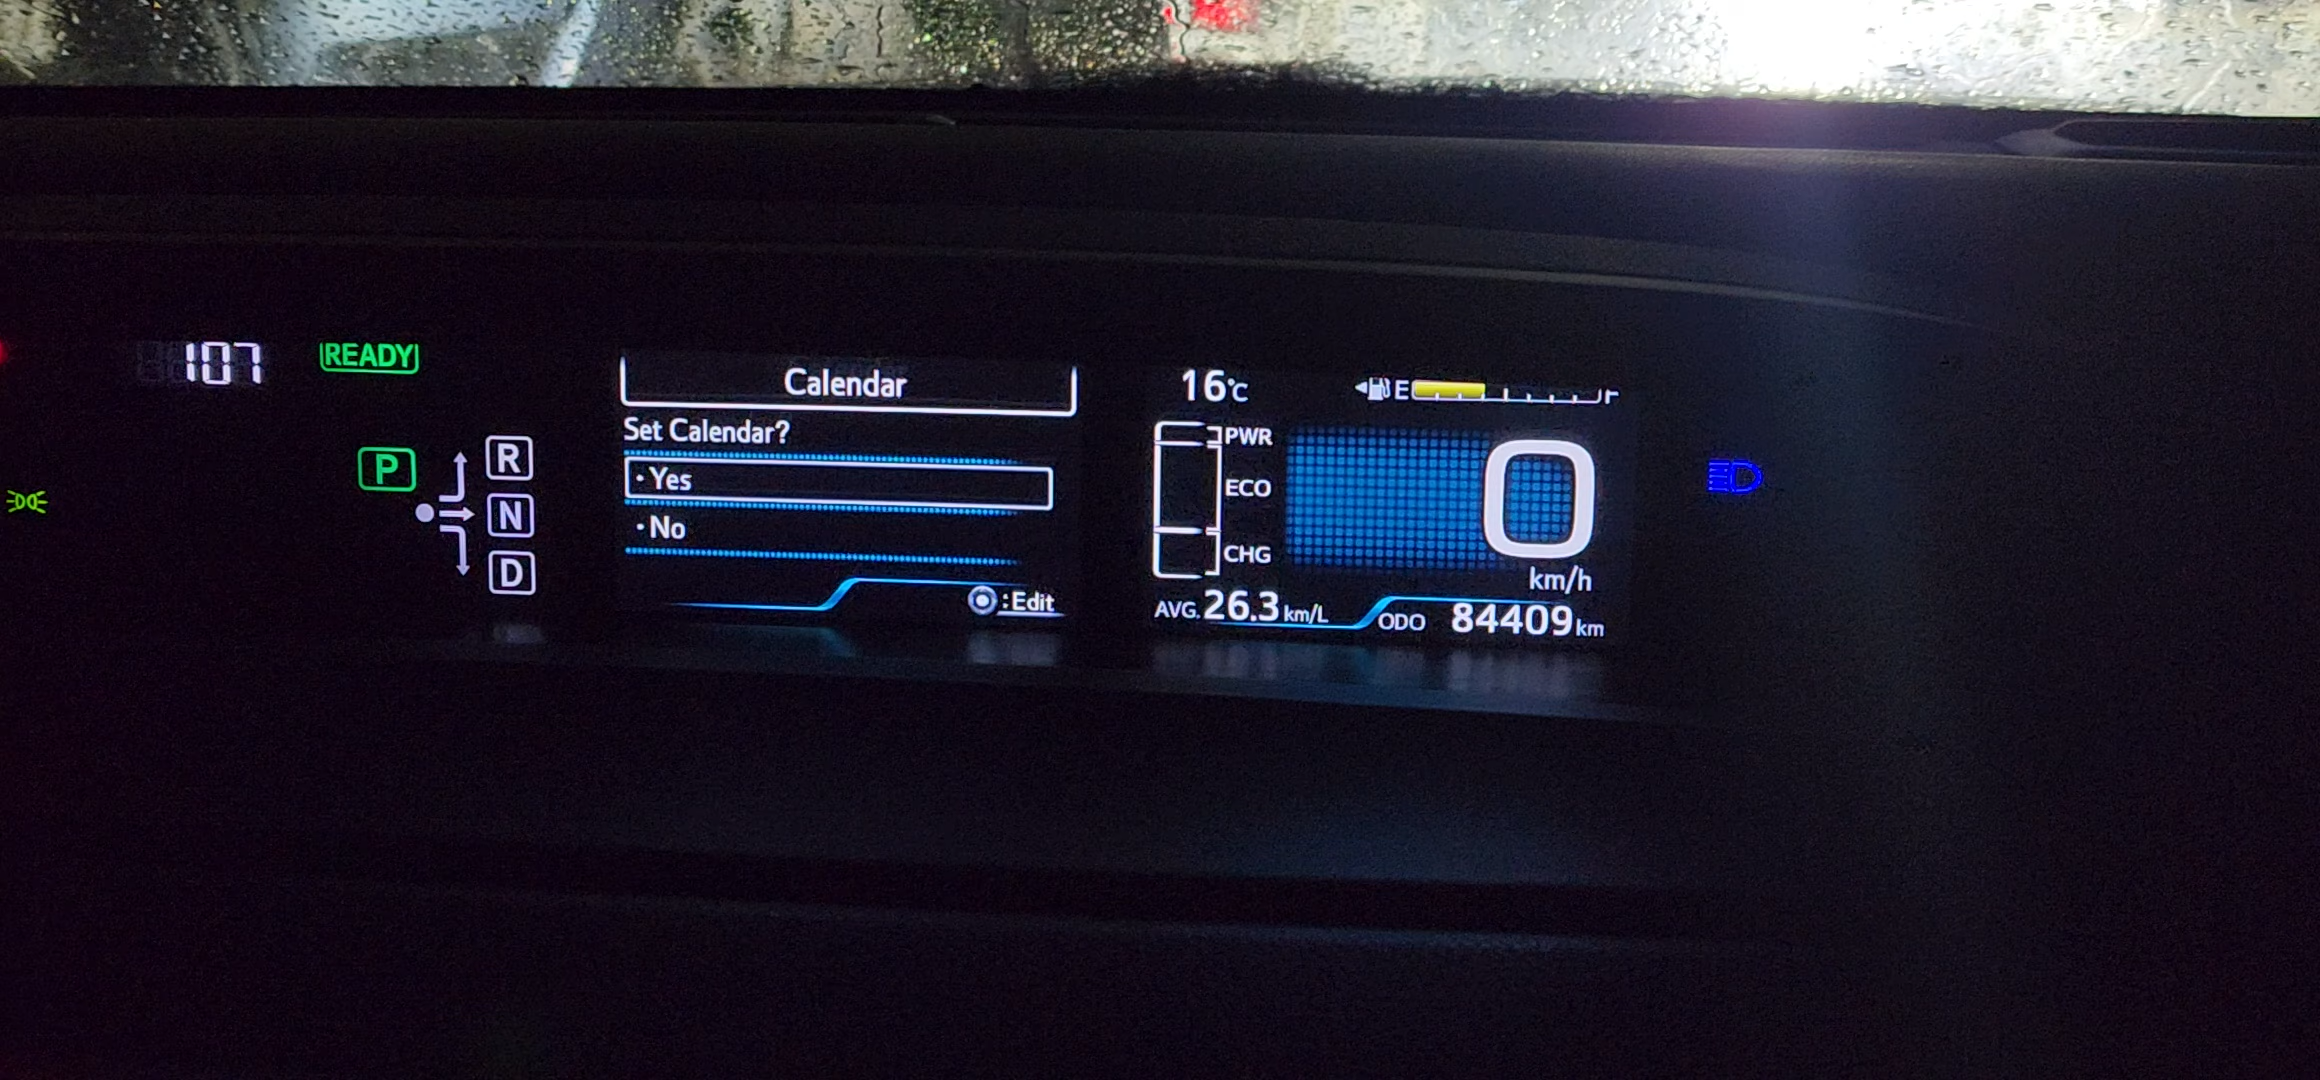 107
READY
P
R
N
D
Calendar
Set Calendar?
· Yes
· No
:Edit
16°C
E
PWR
ECO
CHG
0
km/h
AVG. 26.3 km/L
ODO 84409 km